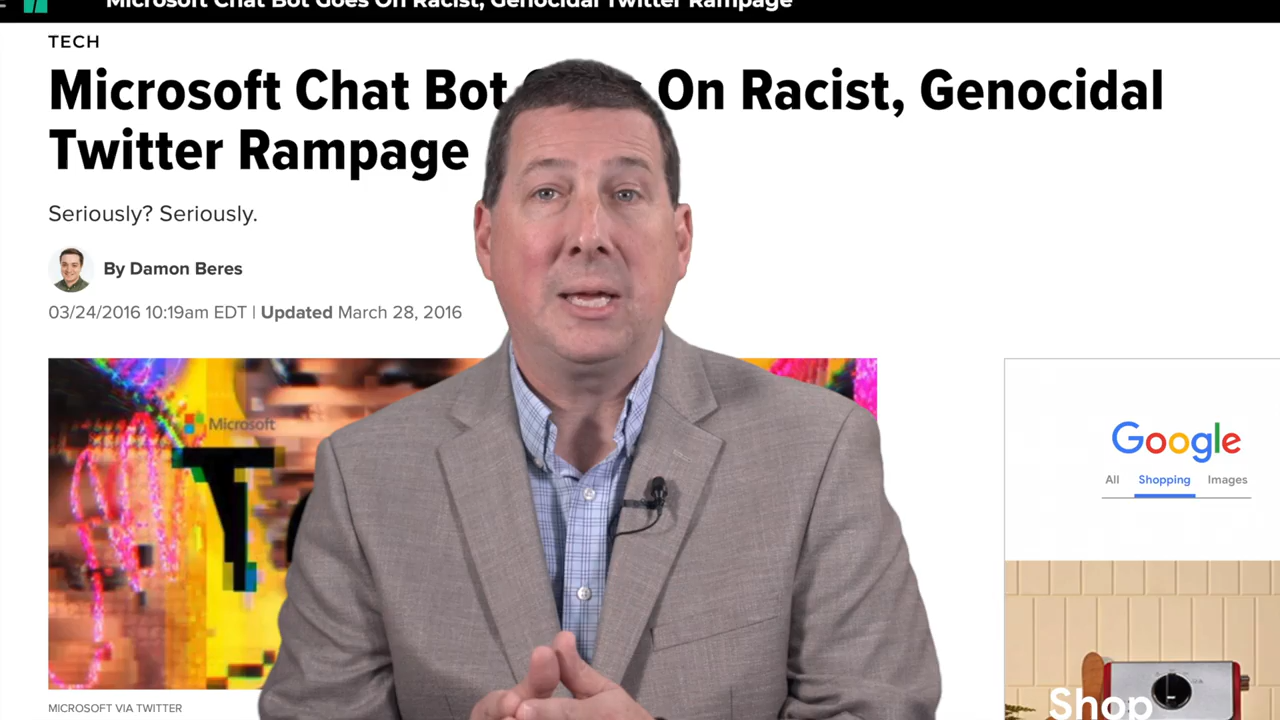 Microsoft Chat Bot Goes On Racist, Genocidal Twitter Rampage
TECH
Microsoft Chat Bot On Racist, Genocidal
Twitter Rampage
Seriously? Seriously.
By Damon Beres
03/24/2016 10:19am EDT | Updated March 28, 2016
Microsoft
T
Google
All Shopping Images
Shop
MICROSOFT VIA TWITTER